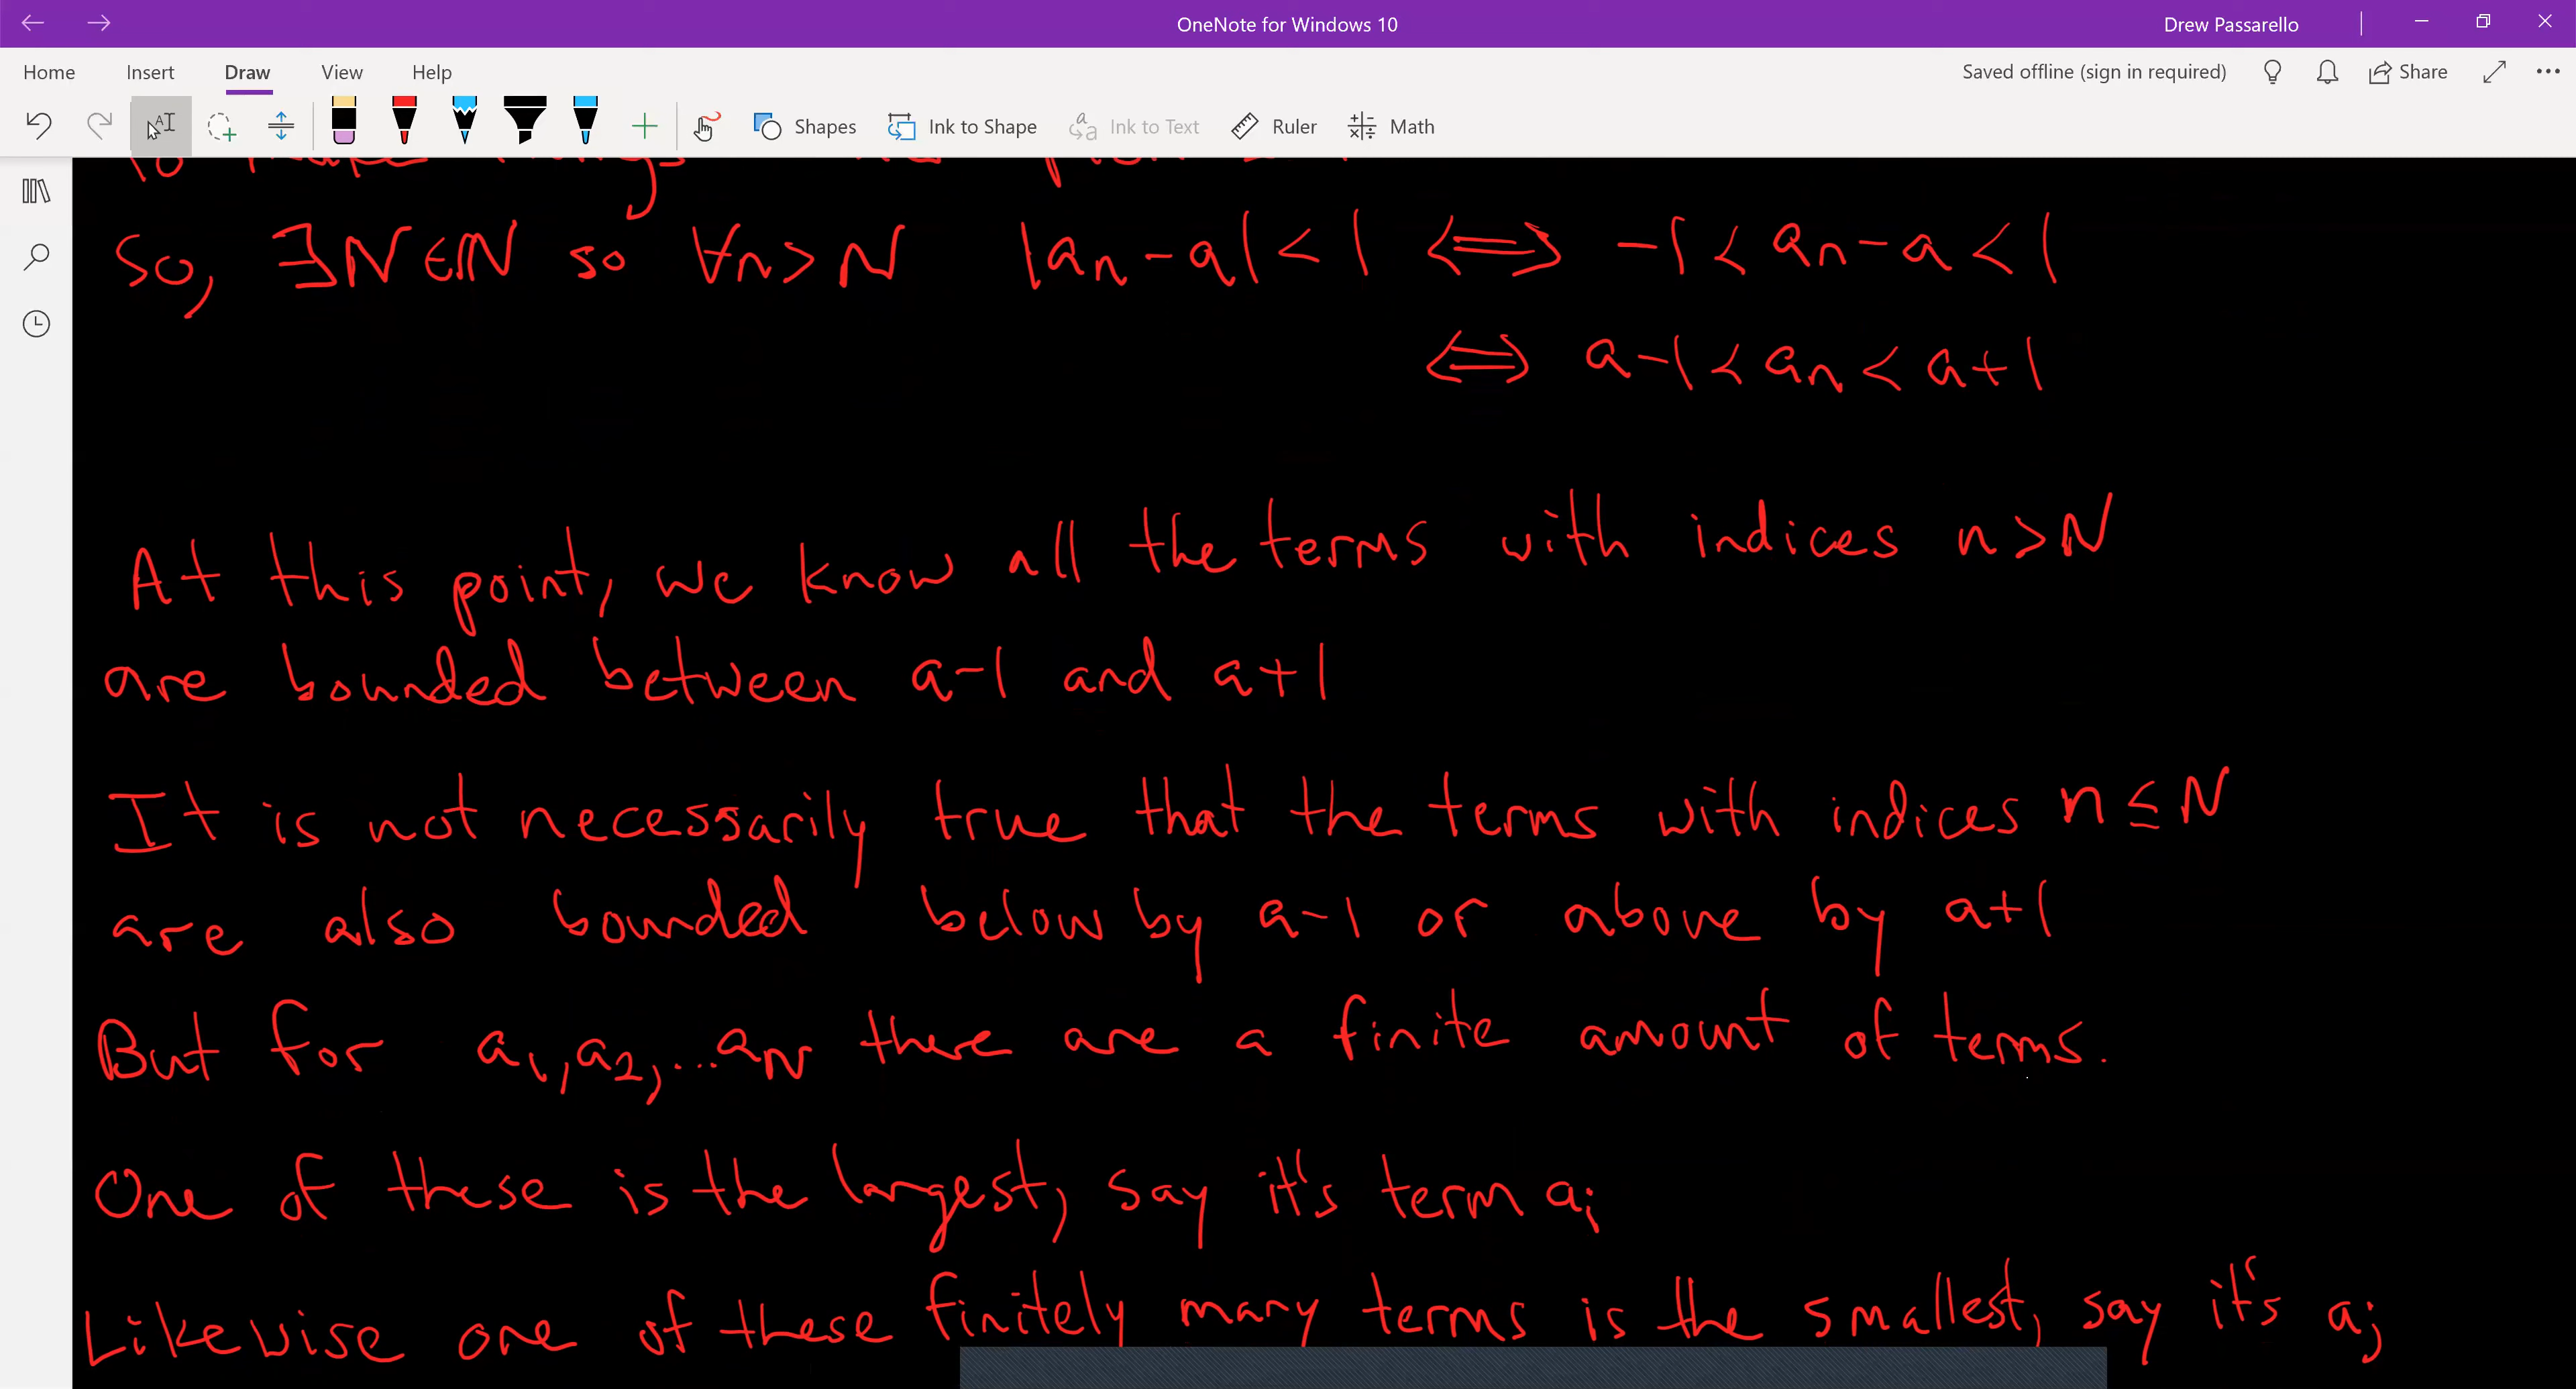 OneNote for Windows 10
Drew Passarello
Home Insert Draw View Help
Saved offline (sign in required) Share
Shapes Ink to Shape Ink to Text Ruler Math
So, ∃N∈ℕ so ∀n>N |aₙ-a|<1 ⟺ -1<aₙ-a<1
⟺ a-1<aₙ<a+1
At this point, we know all the terms with indices n>N
are bounded between a-1 and a+1
It is not necessarily true that the terms with indices n≤N
are also bounded below by a-1 or above by a+1
But for a₁,a₂,...a_N there are a finite amount of terms.
One of these is the largest, say it's term aᵢ
Likewise one of these finitely many terms is the smallest, say it's aⱼ